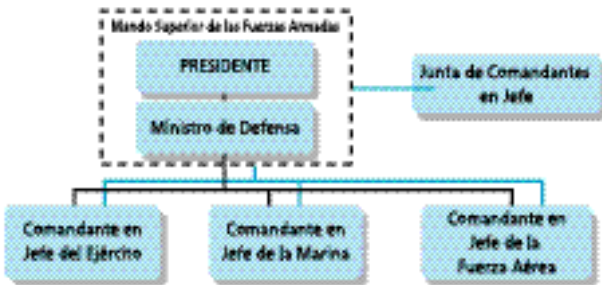 Mando Superior de las Fuerzas Armadas
PRESIDENTE
Ministro de Defensa
Junta de Comandantes
en Jefe
Comandante en
Jefe del Ejército
Comandante en
Jefe de la Marina
Comandante en
Jefe de la
Fuerza Aérea